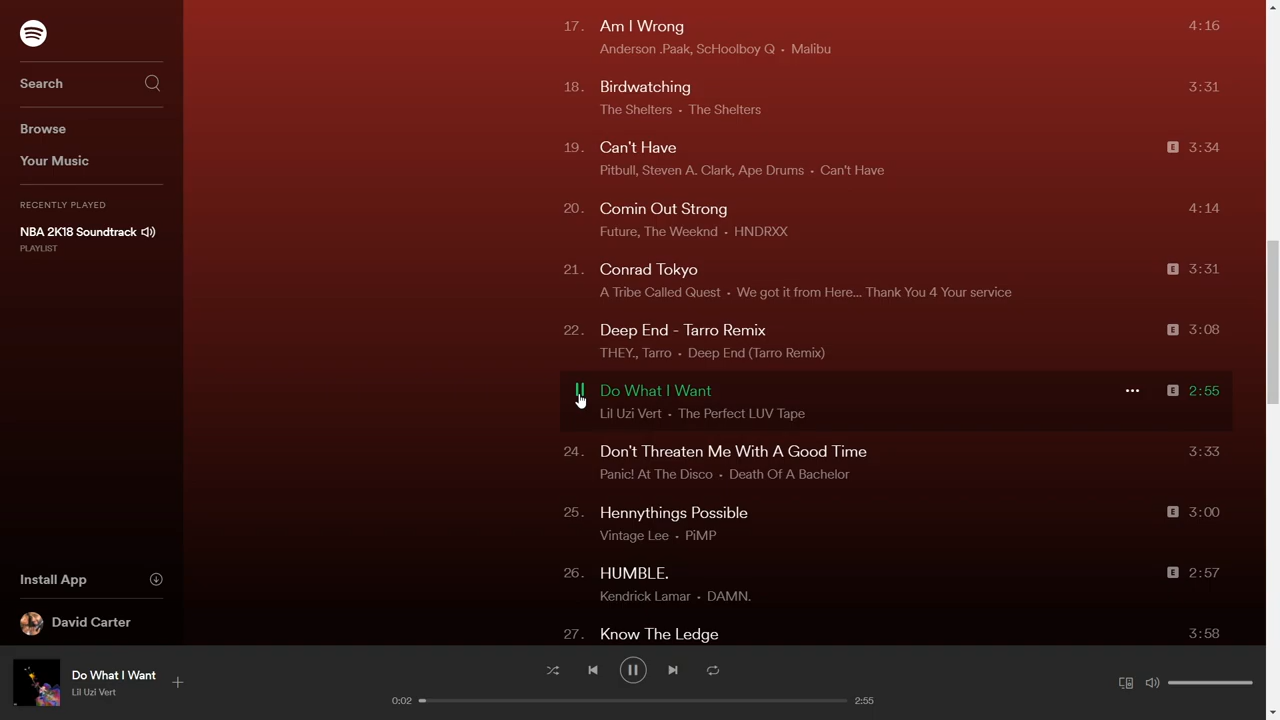 Search
Browse
Your Music
RECENTLY PLAYED
NBA 2K18 Soundtrack
PLAYLIST
Install App
David Carter
17. Am I Wrong 4:16
Anderson .Paak, ScHoolboy Q • Malibu
18. Birdwatching 3:31
The Shelters • The Shelters
19. Can't Have E 3:34
Pitbull, Steven A. Clark, Ape Drums • Can't Have
20. Comin Out Strong 4:14
Future, The Weeknd • HNDRXX
21. Conrad Tokyo E 3:31
A Tribe Called Quest • We got it from Here... Thank You 4 Your service
22. Deep End - Tarro Remix E 3:08
THEY., Tarro • Deep End (Tarro Remix)
Do What I Want ••• E 2:55
Lil Uzi Vert • The Perfect LUV Tape
24. Don't Threaten Me With A Good Time 3:33
Panic! At The Disco • Death Of A Bachelor
25. Hennythings Possible E 3:00
Vintage Lee • PiMP
26. HUMBLE. E 2:57
Kendrick Lamar • DAMN.
27. Know The Ledge 3:58
Do What I Want
Lil Uzi Vert
0:02 2:55